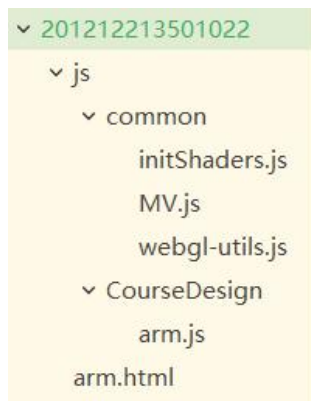 201212213501022
js
common
initShaders.js
MV.js
webgl-utils.js
CourseDesign
arm.js
arm.html